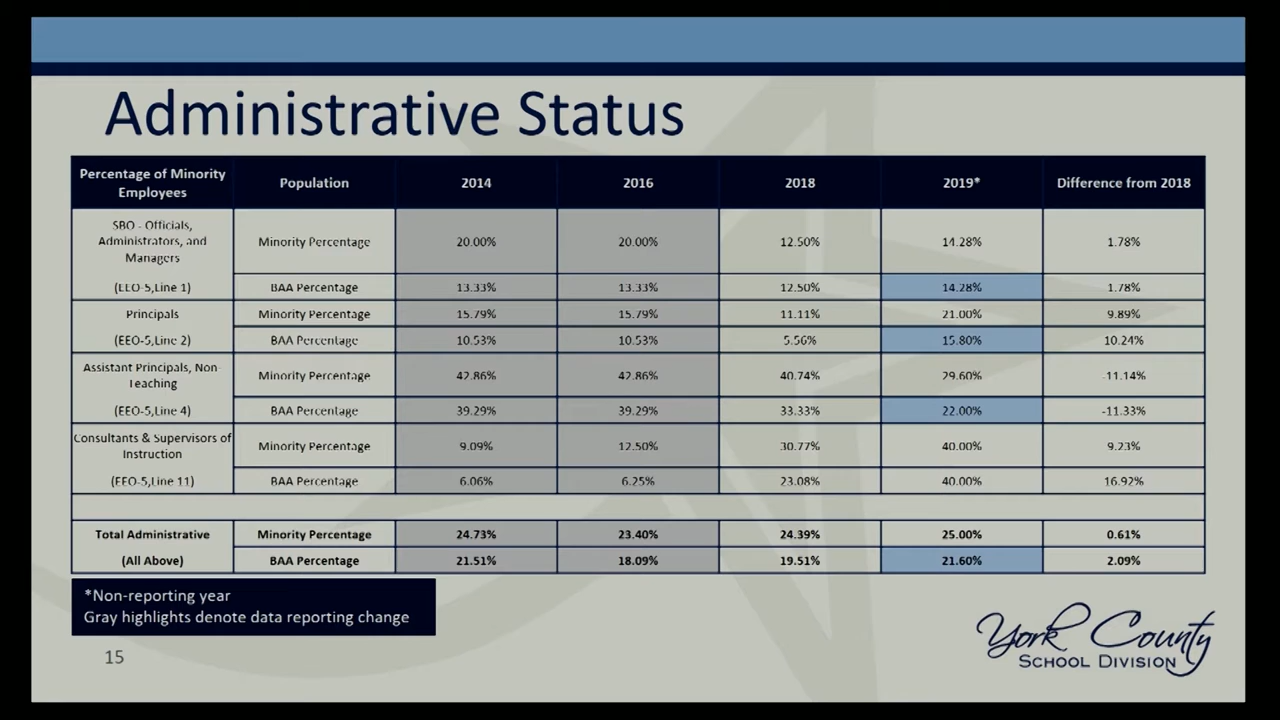 Administrative Status
Percentage of Minority Employees Population 2014 2016 2018 2019* Difference from 2018
SBO - Officials, Administrators, and Managers Minority Percentage 20.00% 20.00% 12.50% 14.28% 1.78%
(EEO-5,Line 1) BAA Percentage 13.33% 13.33% 12.50% 14.28% 1.78%
Principals Minority Percentage 15.79% 15.79% 11.11% 21.00% 9.89%
(EEO-5,Line 2) BAA Percentage 10.53% 10.53% 5.56% 15.80% 10.24%
Assistant Principals, Non-Teaching Minority Percentage 42.86% 42.86% 40.74% 29.60% -11.14%
(EEO-5,Line 4) BAA Percentage 39.29% 39.29% 33.33% 22.00% -11.33%
Consultants & Supervisors of Instruction Minority Percentage 9.09% 12.50% 30.77% 40.00% 9.23%
(EEO-5,Line 11) BAA Percentage 6.06% 6.25% 23.08% 40.00% 16.92%
Total Administrative Minority Percentage 24.73% 23.40% 24.39% 25.00% 0.61%
(All Above) BAA Percentage 21.51% 18.09% 19.51% 21.60% 2.09%
*Non-reporting year
Gray highlights denote data reporting change
15
York County
SCHOOL DIVISION